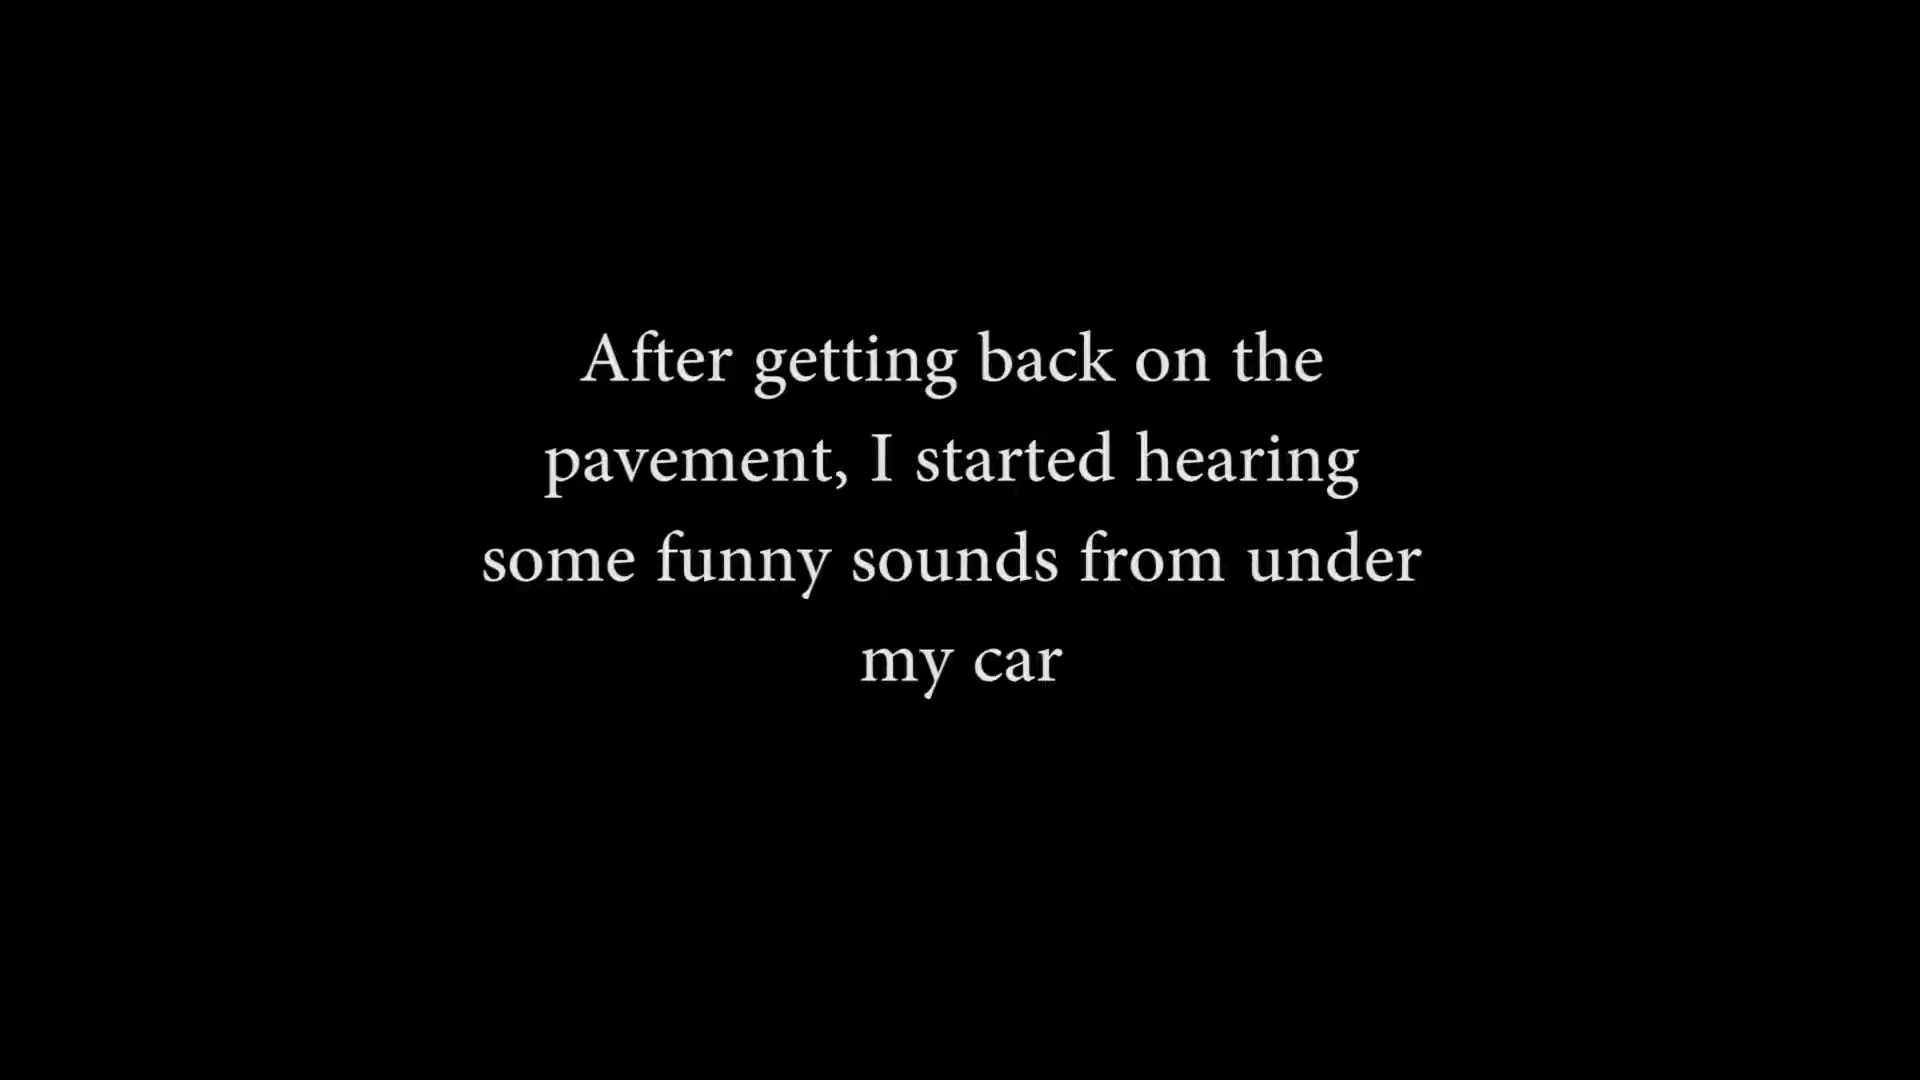 After getting back on the
pavement, I started hearing
some funny sounds from under
my car